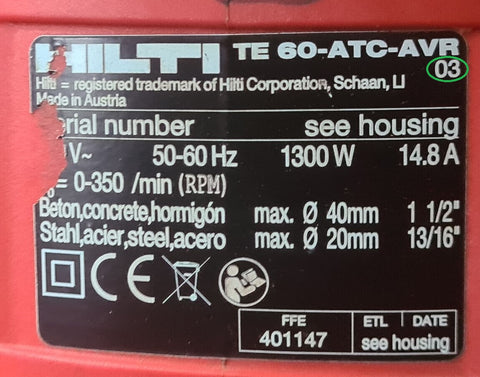 HILTI TE 60-ATC-AVR
03
Hilti = registered trademark of Hilti Corporation, Schaan, LI
Made in Austria
erial number see housing
V~ 50-60 Hz 1300 W 14.8 A
= 0-350 /min (RPM)
Beton,concrete,hormigón max. Ø 40mm 1 1/2"
Stahl,acier,steel,acero max. Ø 20mm 13/16"
CE
FFE ETL DATE
401147 see housing